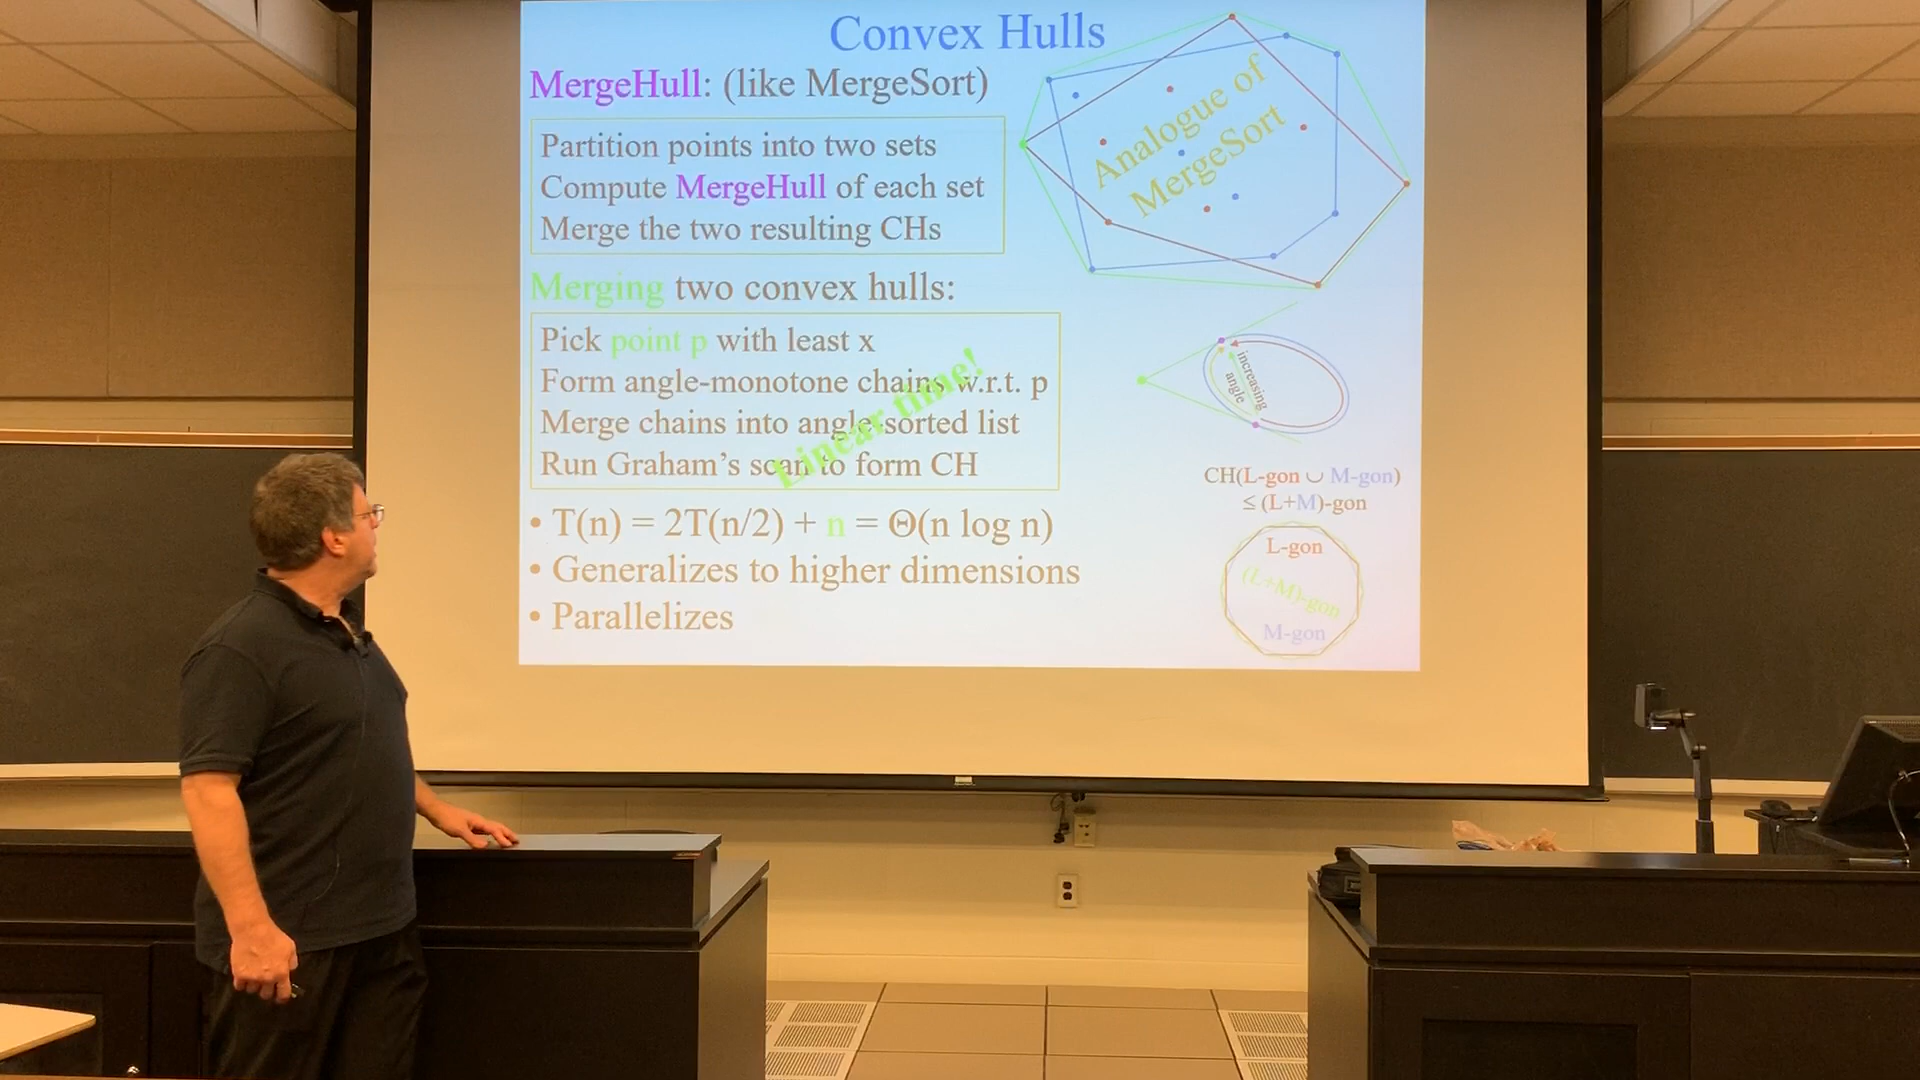 Convex Hulls
MergeHull: (like MergeSort)
Partition points into two sets
Compute MergeHull of each set
Merge the two resulting CHs
Analogue of
MergeSort
Merging two convex hulls:
Pick point p with least x
Form angle-monotone chains w.r.t. p
Merge chains into angle-sorted list
Run Graham's scan to form CH
Linear time!
increasing
angle
CH(L-gon ∪ M-gon)
≤ (L+M)-gon
L-gon
(L+M)-gon
M-gon
• T(n) = 2T(n/2) + n = Θ(n log n)
• Generalizes to higher dimensions
• Parallelizes